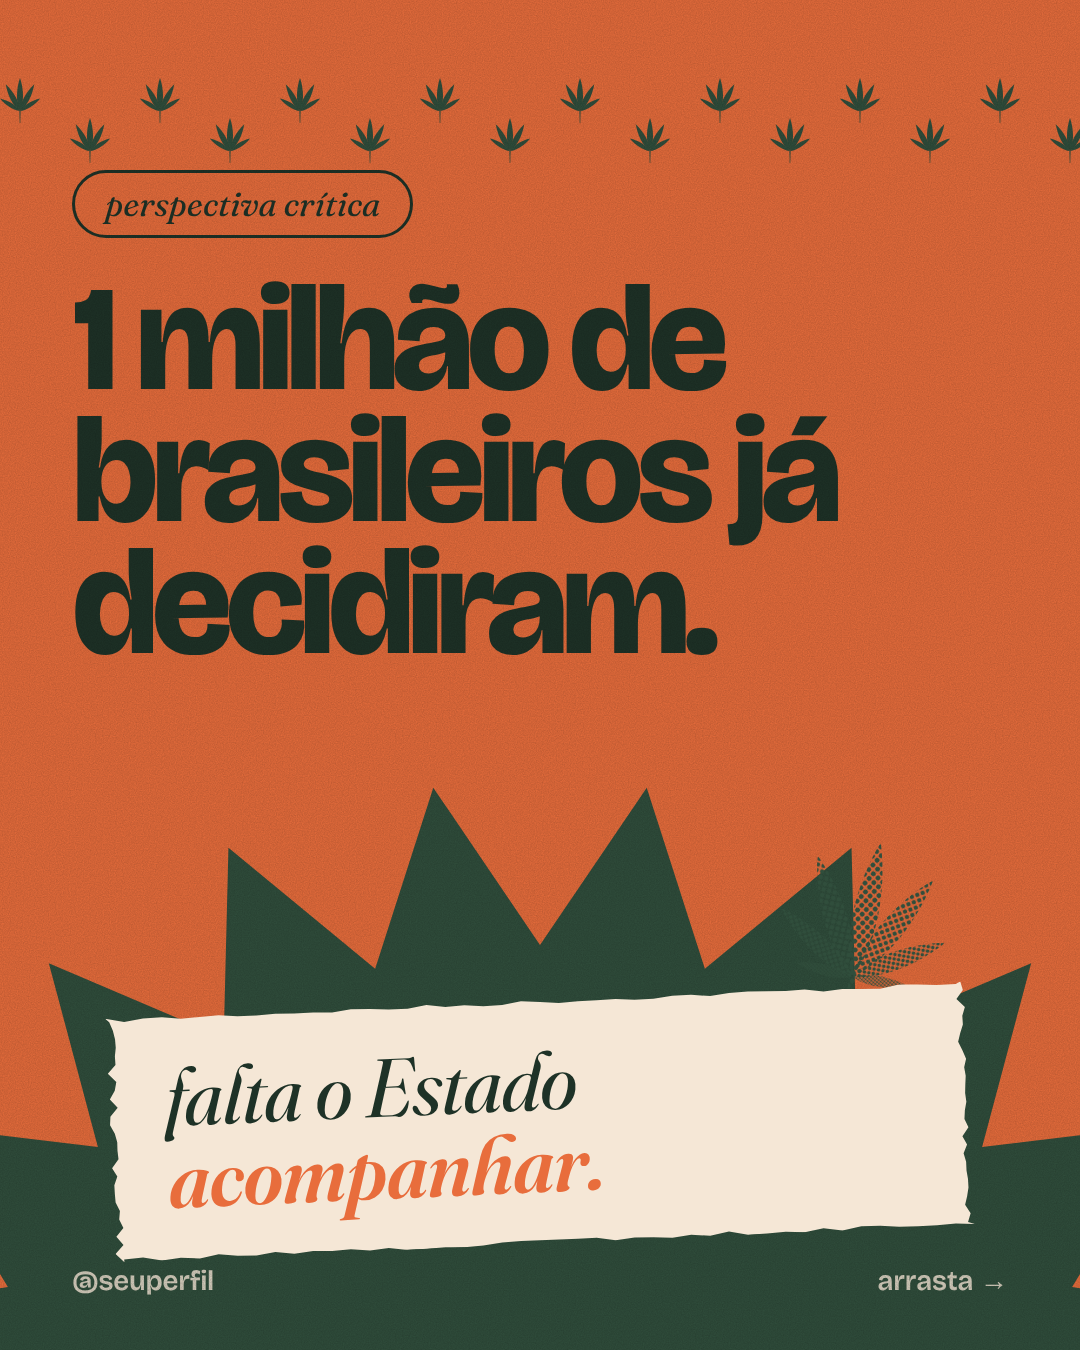 perspectiva crítica
1 milhão de
brasileiros já
decidiram.
falta o Estado
acompanhar.
@seuperfil
arrasta →